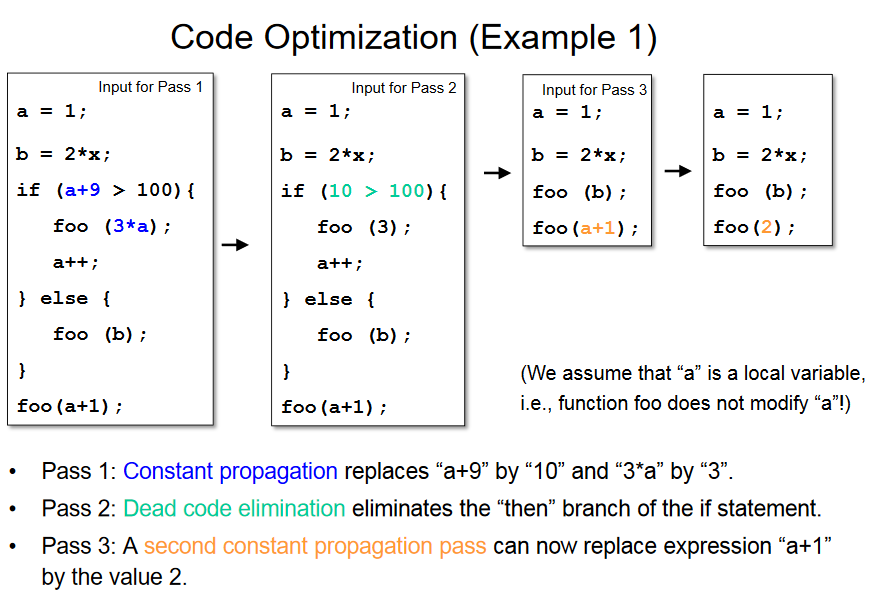 Code Optimization (Example 1)
Input for Pass 1
a = 1;
b = 2*x;
if (a+9 > 100){
foo (3*a);
a++;
} else {
foo (b);
}
foo(a+1);
Input for Pass 2
a = 1;
b = 2*x;
if (10 > 100){
foo (3);
a++;
} else {
foo (b);
}
foo(a+1);
Input for Pass 3
a = 1;
b = 2*x;
foo (b);
foo(a+1);
a = 1;
b = 2*x;
foo (b);
foo(2);
(We assume that “a” is a local variable,
i.e., function foo does not modify “a”!)
• Pass 1: Constant propagation replaces “a+9” by “10” and “3*a” by “3”.
• Pass 2: Dead code elimination eliminates the “then” branch of the if statement.
• Pass 3: A second constant propagation pass can now replace expression “a+1”
by the value 2.